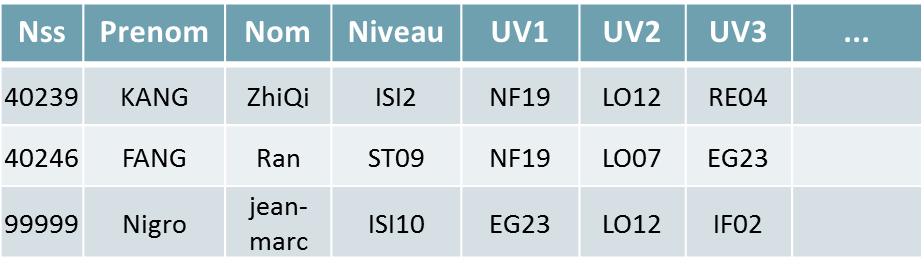 Nss Prenom Nom Niveau UV1 UV2 UV3 ...
40239 KANG ZhiQi ISI2 NF19 LO12 RE04
40246 FANG Ran ST09 NF19 LO07 EG23
99999 Nigro jean-
marc ISI10 EG23 LO12 IF02